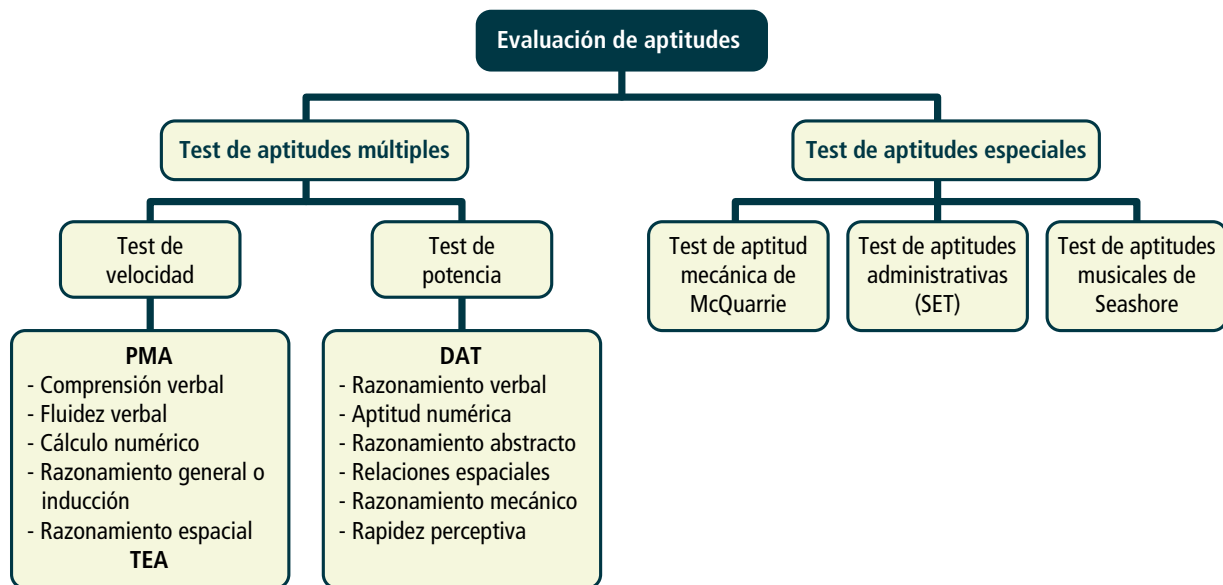 Evaluación de aptitudes
Test de aptitudes múltiples
Test de aptitudes especiales
Test de
velocidad
Test de
potencia
Test de aptitud
mecánica de
McQuarrie
Test de aptitudes
administrativas
(SET)
Test de aptitudes
musicales de
Seashore
PMA
- Comprensión verbal
- Fluidez verbal
- Cálculo numérico
- Razonamiento general o
inducción
- Razonamiento espacial
TEA
DAT
- Razonamiento verbal
- Aptitud numérica
- Razonamiento abstracto
- Relaciones espaciales
- Razonamiento mecánico
- Rapidez perceptiva